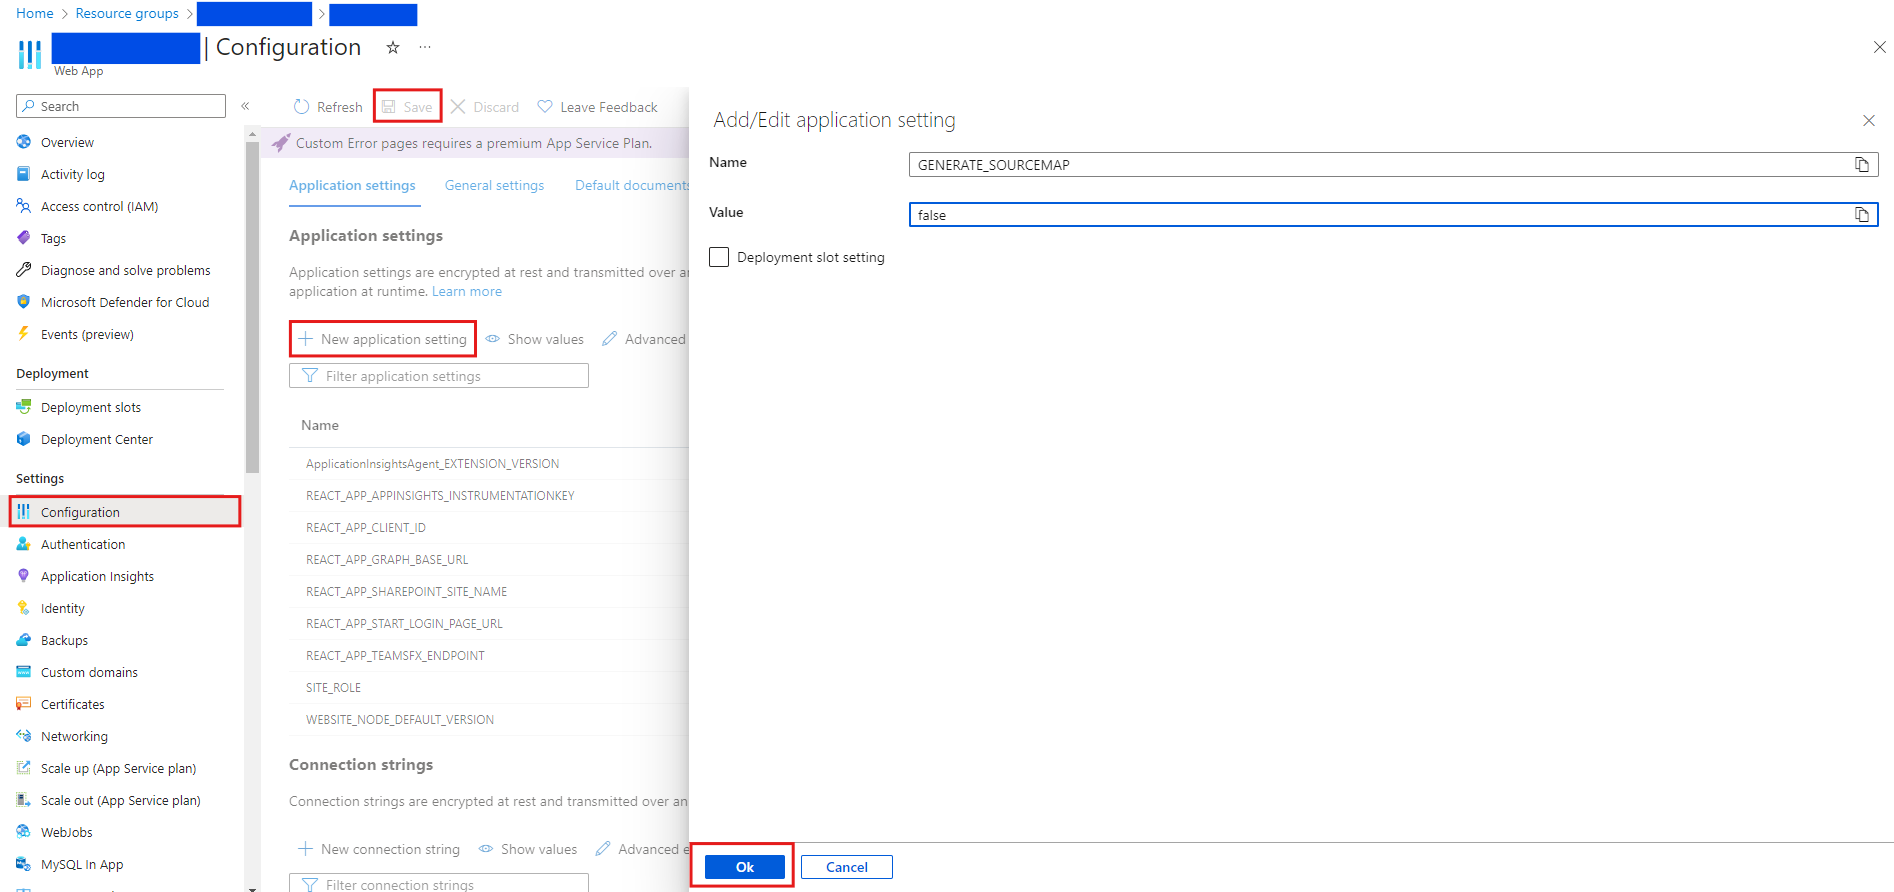 Home > Resource groups > >
| Configuration ☆ ···
Web App
Search «
Overview
Activity log
Access control (IAM)
Tags
Diagnose and solve problems
Microsoft Defender for Cloud
Events (preview)
Deployment
Deployment slots
Deployment Center
Settings
Configuration
Authentication
Application Insights
Identity
Backups
Custom domains
Certificates
Networking
Scale up (App Service plan)
Scale out (App Service plan)
WebJobs
MySQL In App
Refresh Save Discard Leave Feedback
Custom Error pages requires a premium App Service Plan.
Application settings General settings Default documents
Application settings
Application settings are encrypted at rest and transmitted over an
application at runtime. Learn more
New application setting Show values Advanced
Filter application settings
Name
ApplicationInsightsAgent_EXTENSION_VERSION
REACT_APP_APPINSIGHTS_INSTRUMENTATIONKEY
REACT_APP_CLIENT_ID
REACT_APP_GRAPH_BASE_URL
REACT_APP_SHAREPOINT_SITE_NAME
REACT_APP_START_LOGIN_PAGE_URL
REACT_APP_TEAMSFX_ENDPOINT
SITE_ROLE
WEBSITE_NODE_DEFAULT_VERSION
Connection strings
Connection strings are encrypted at rest and transmitted over an
New connection string Show values Advanced e
Filter connection strings
Add/Edit application setting
Name
GENERATE_SOURCEMAP
Value
false
Deployment slot setting
Ok Cancel